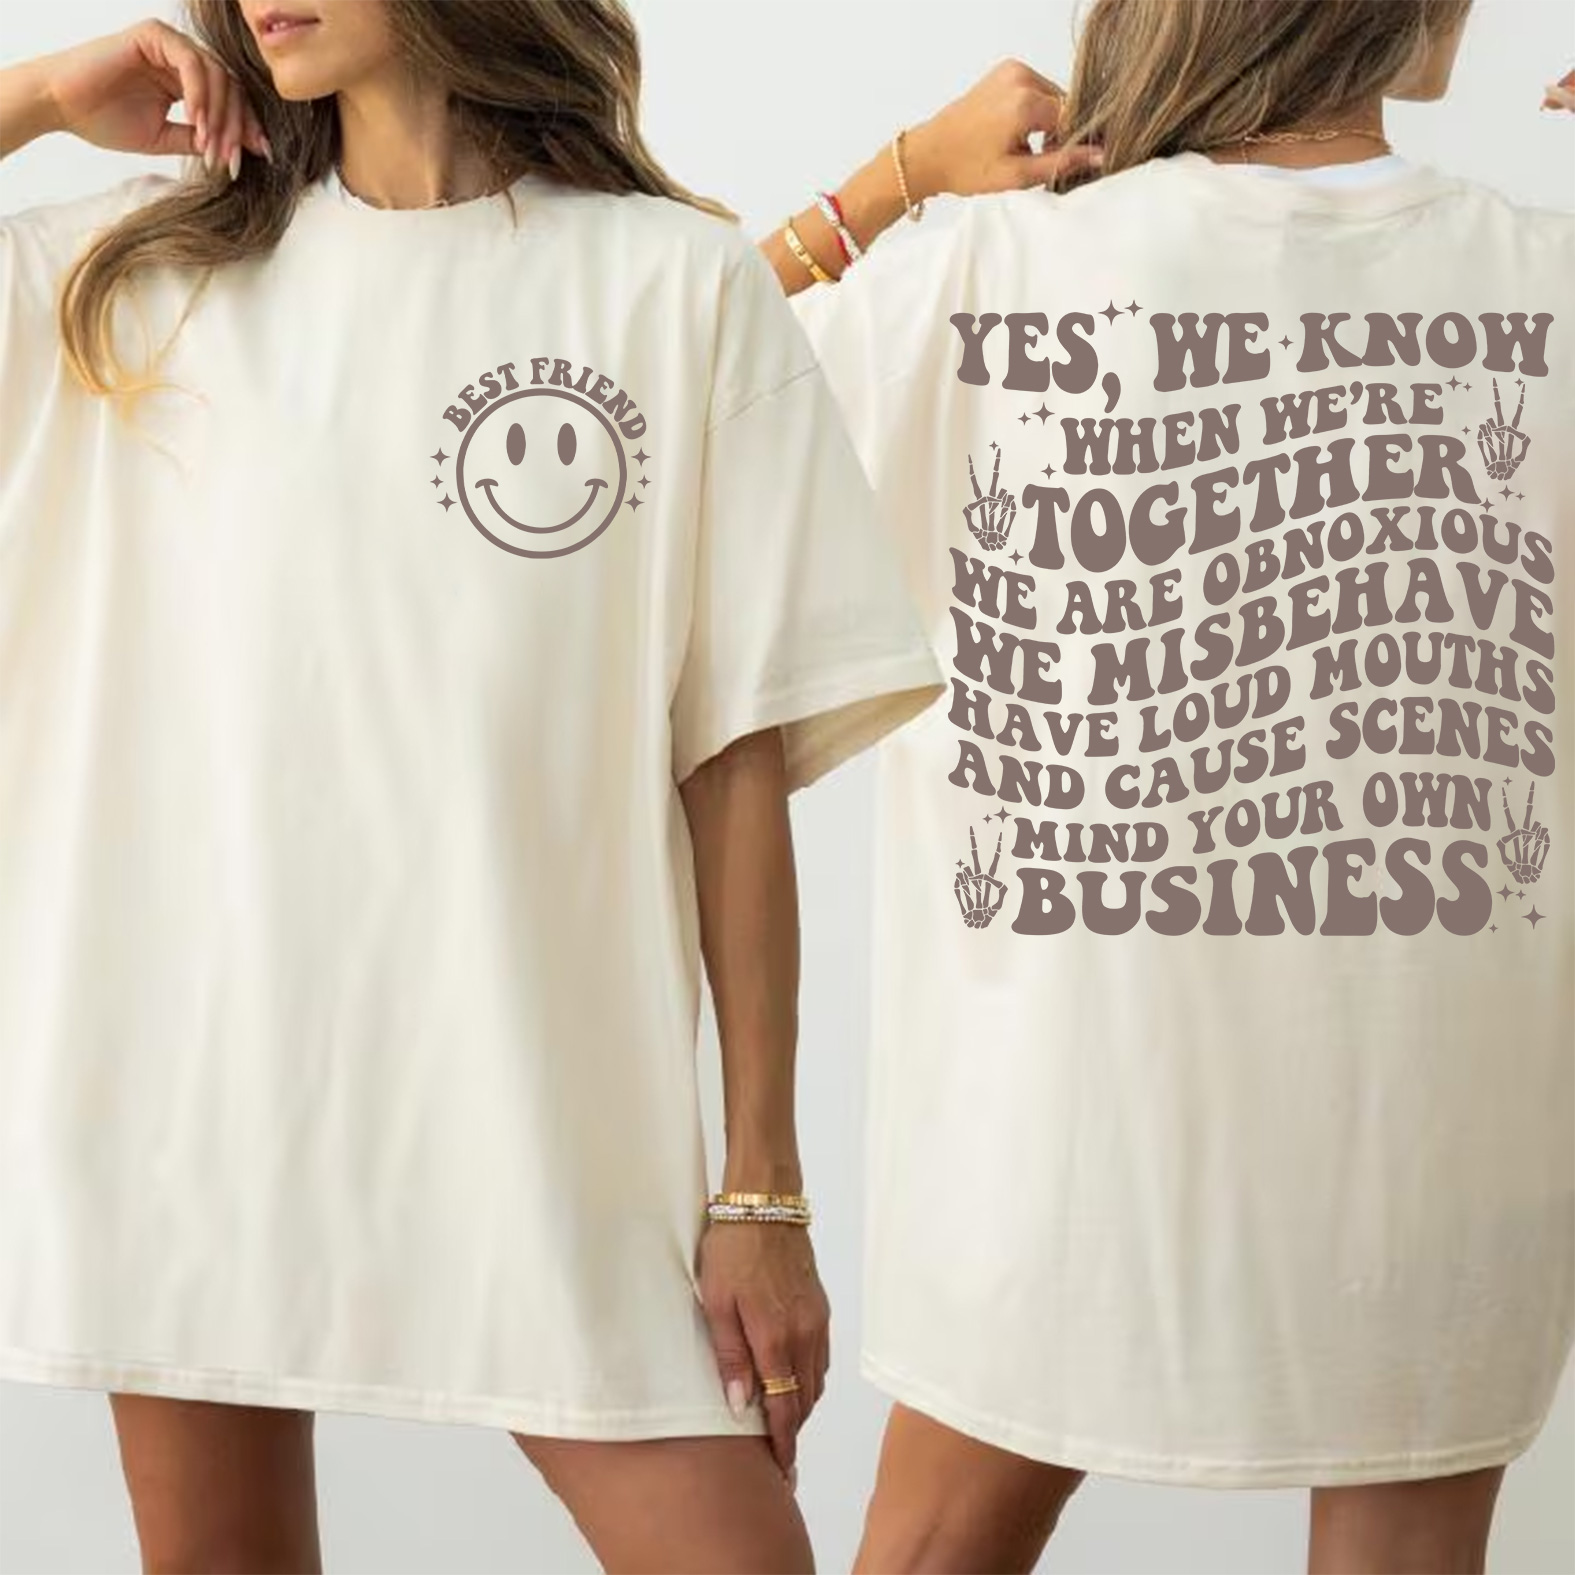 BEST FRIEND
YES, WE KNOW
WHEN WE'RE
TOGETHER
WE ARE OBNOXIOUS
WE MISBEHAVE
HAVE LOUD MOUTHS
AND CAUSE SCENES
MIND YOUR OWN
BUSINESS